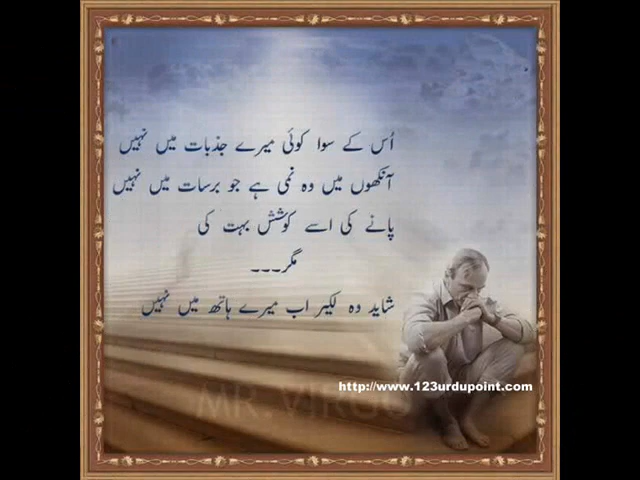 اُس کے سوا کوئی میرے جذبات میں نہیں
آنکھوں میں وہ نمی ہے جو برسات میں نہیں
پانے کی اسے کوشش بہت کی
مگر۔۔۔
شاید وہ لکیر اب میرے ہاتھ میں نہیں
http://www.123urdupoint.com
MR.VIRGO